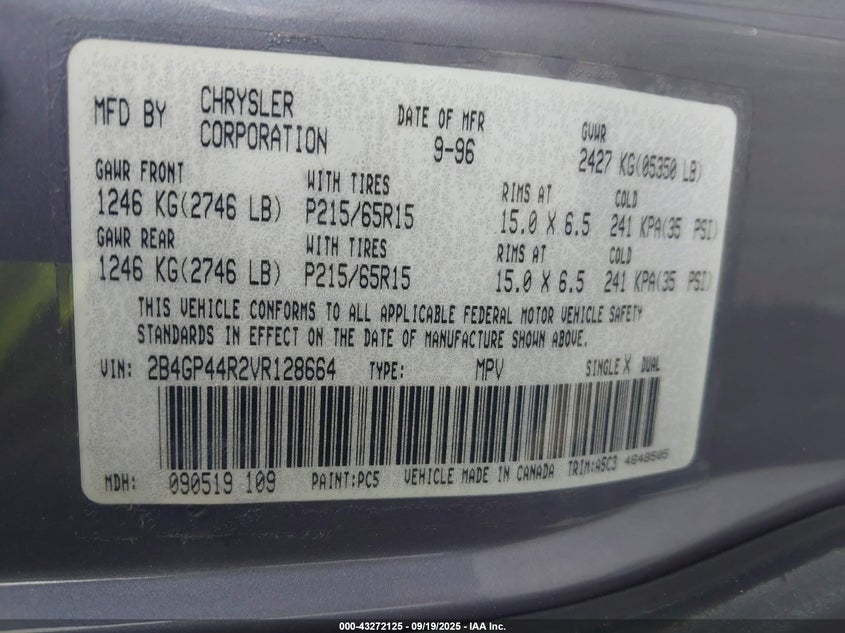 MFD BY CHRYSLER CORPORATION DATE OF MFR 9-96 GVWR 2427 KG(05350 LB)
GAWR FRONT WITH TIRES RIMS AT COLD
1246 KG(2746 LB) P215/65R15 15.0 X 6.5 241 KPA(35 PSI)
GAWR REAR WITH TIRES RIMS AT COLD
1246 KG(2746 LB) P215/65R15 15.0 X 6.5 241 KPA(35 PSI)
THIS VEHICLE CONFORMS TO ALL APPLICABLE FEDERAL MOTOR VEHICLE SAFETY
STANDARDS IN EFFECT ON THE DATE OF MANUFACTURE SHOWN ABOVE.
VIN: 2B4GP44R2VR128664 TYPE: MPV SINGLE X DUAL
MDH: 090519 109 PAINT:PC5 VEHICLE MADE IN CANADA TRIM:A5C3 4648505
000-43272125 - 09/19/2025 - IAA Inc.